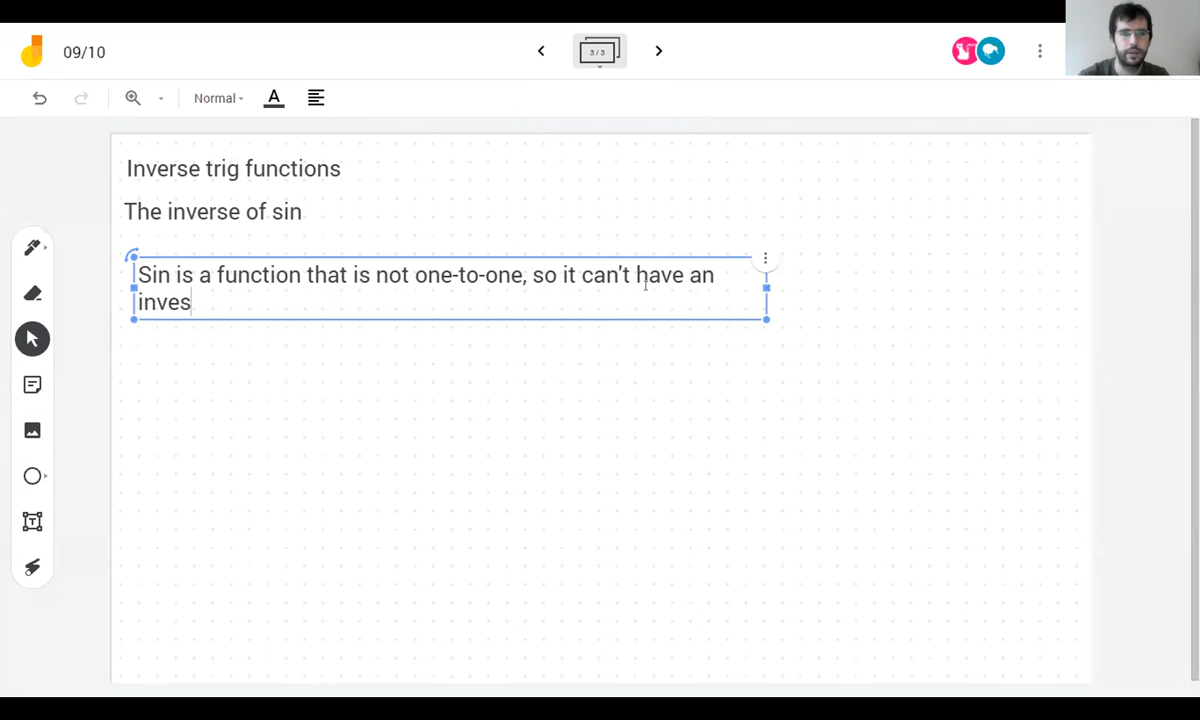 09/10
3/3
Normal
A
Inverse trig functions
The inverse of sin
Sin is a function that is not one-to-one, so it can't have an
inves
T